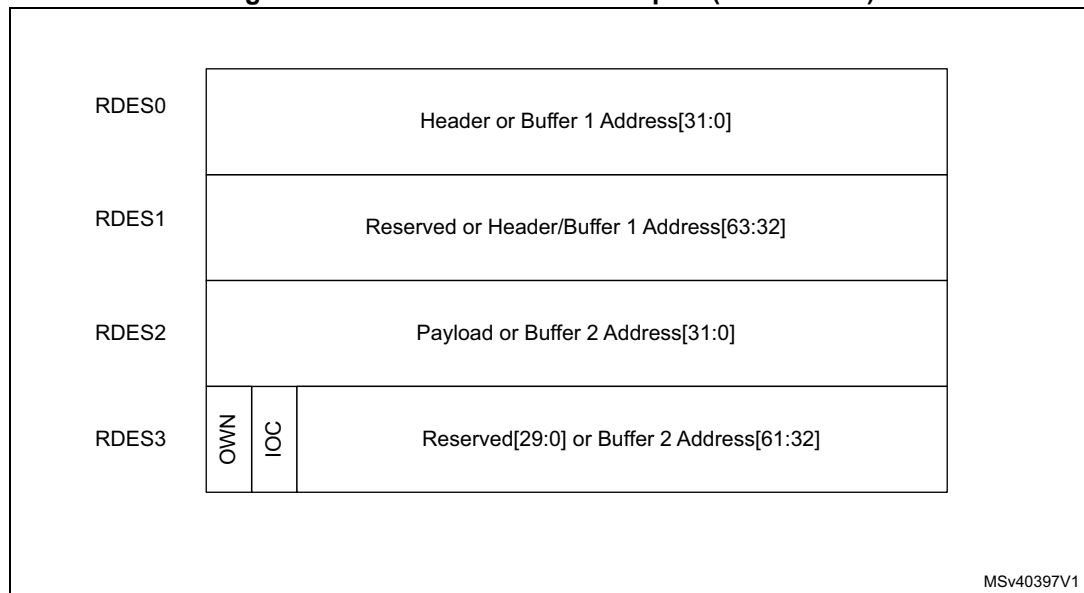 RDES0
Header or Buffer 1 Address[31:0]
RDES1
Reserved or Header/Buffer 1 Address[63:32]
RDES2
Payload or Buffer 2 Address[31:0]
RDES3
OWN
IOC
Reserved[29:0] or Buffer 2 Address[61:32]
MSv40397V1